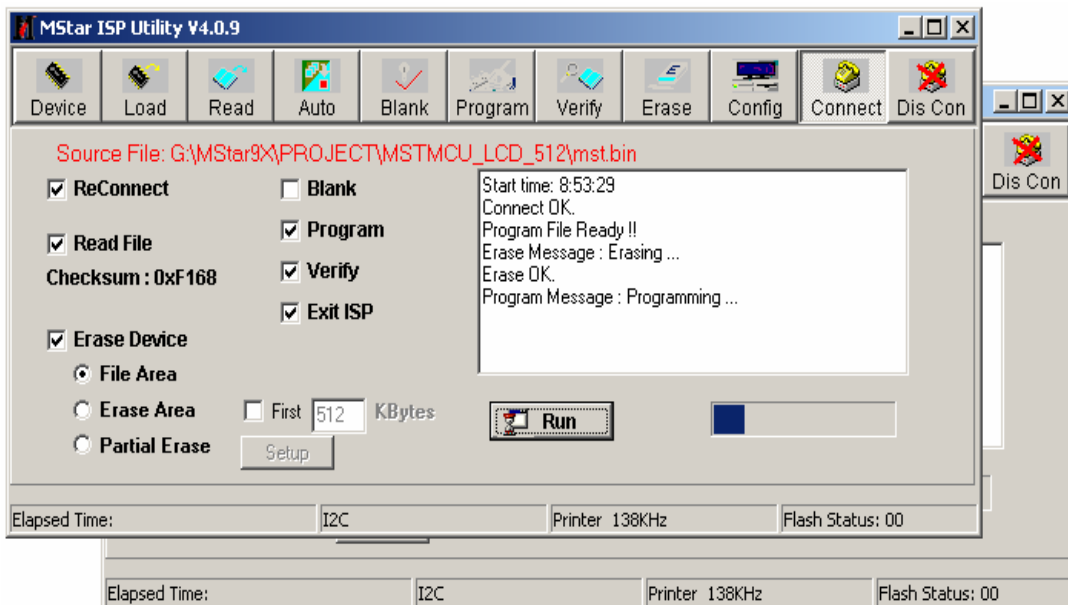 MStar ISP Utility V4.0.9
Device Load Read Auto Blank Program Verify Erase Config Connect Dis Con
Dis Con
Source File: G:\MStar9X\PROJECT\MSTMCU_LCD_512\mst.bin
ReConnect
Read File
Checksum : 0xF168
Erase Device
File Area
Erase Area
Partial Erase
First 512 KBytes
Setup
Blank
Program
Verify
Exit ISP
Start time: 8:53:29
Connect OK.
Program File Ready !!
Erase Message : Erasing ...
Erase OK.
Program Message : Programming ...
Run
Elapsed Time: I2C Printer 138KHz Flash Status: 00
Elapsed Time: I2C Printer 138KHz Flash Status: 00